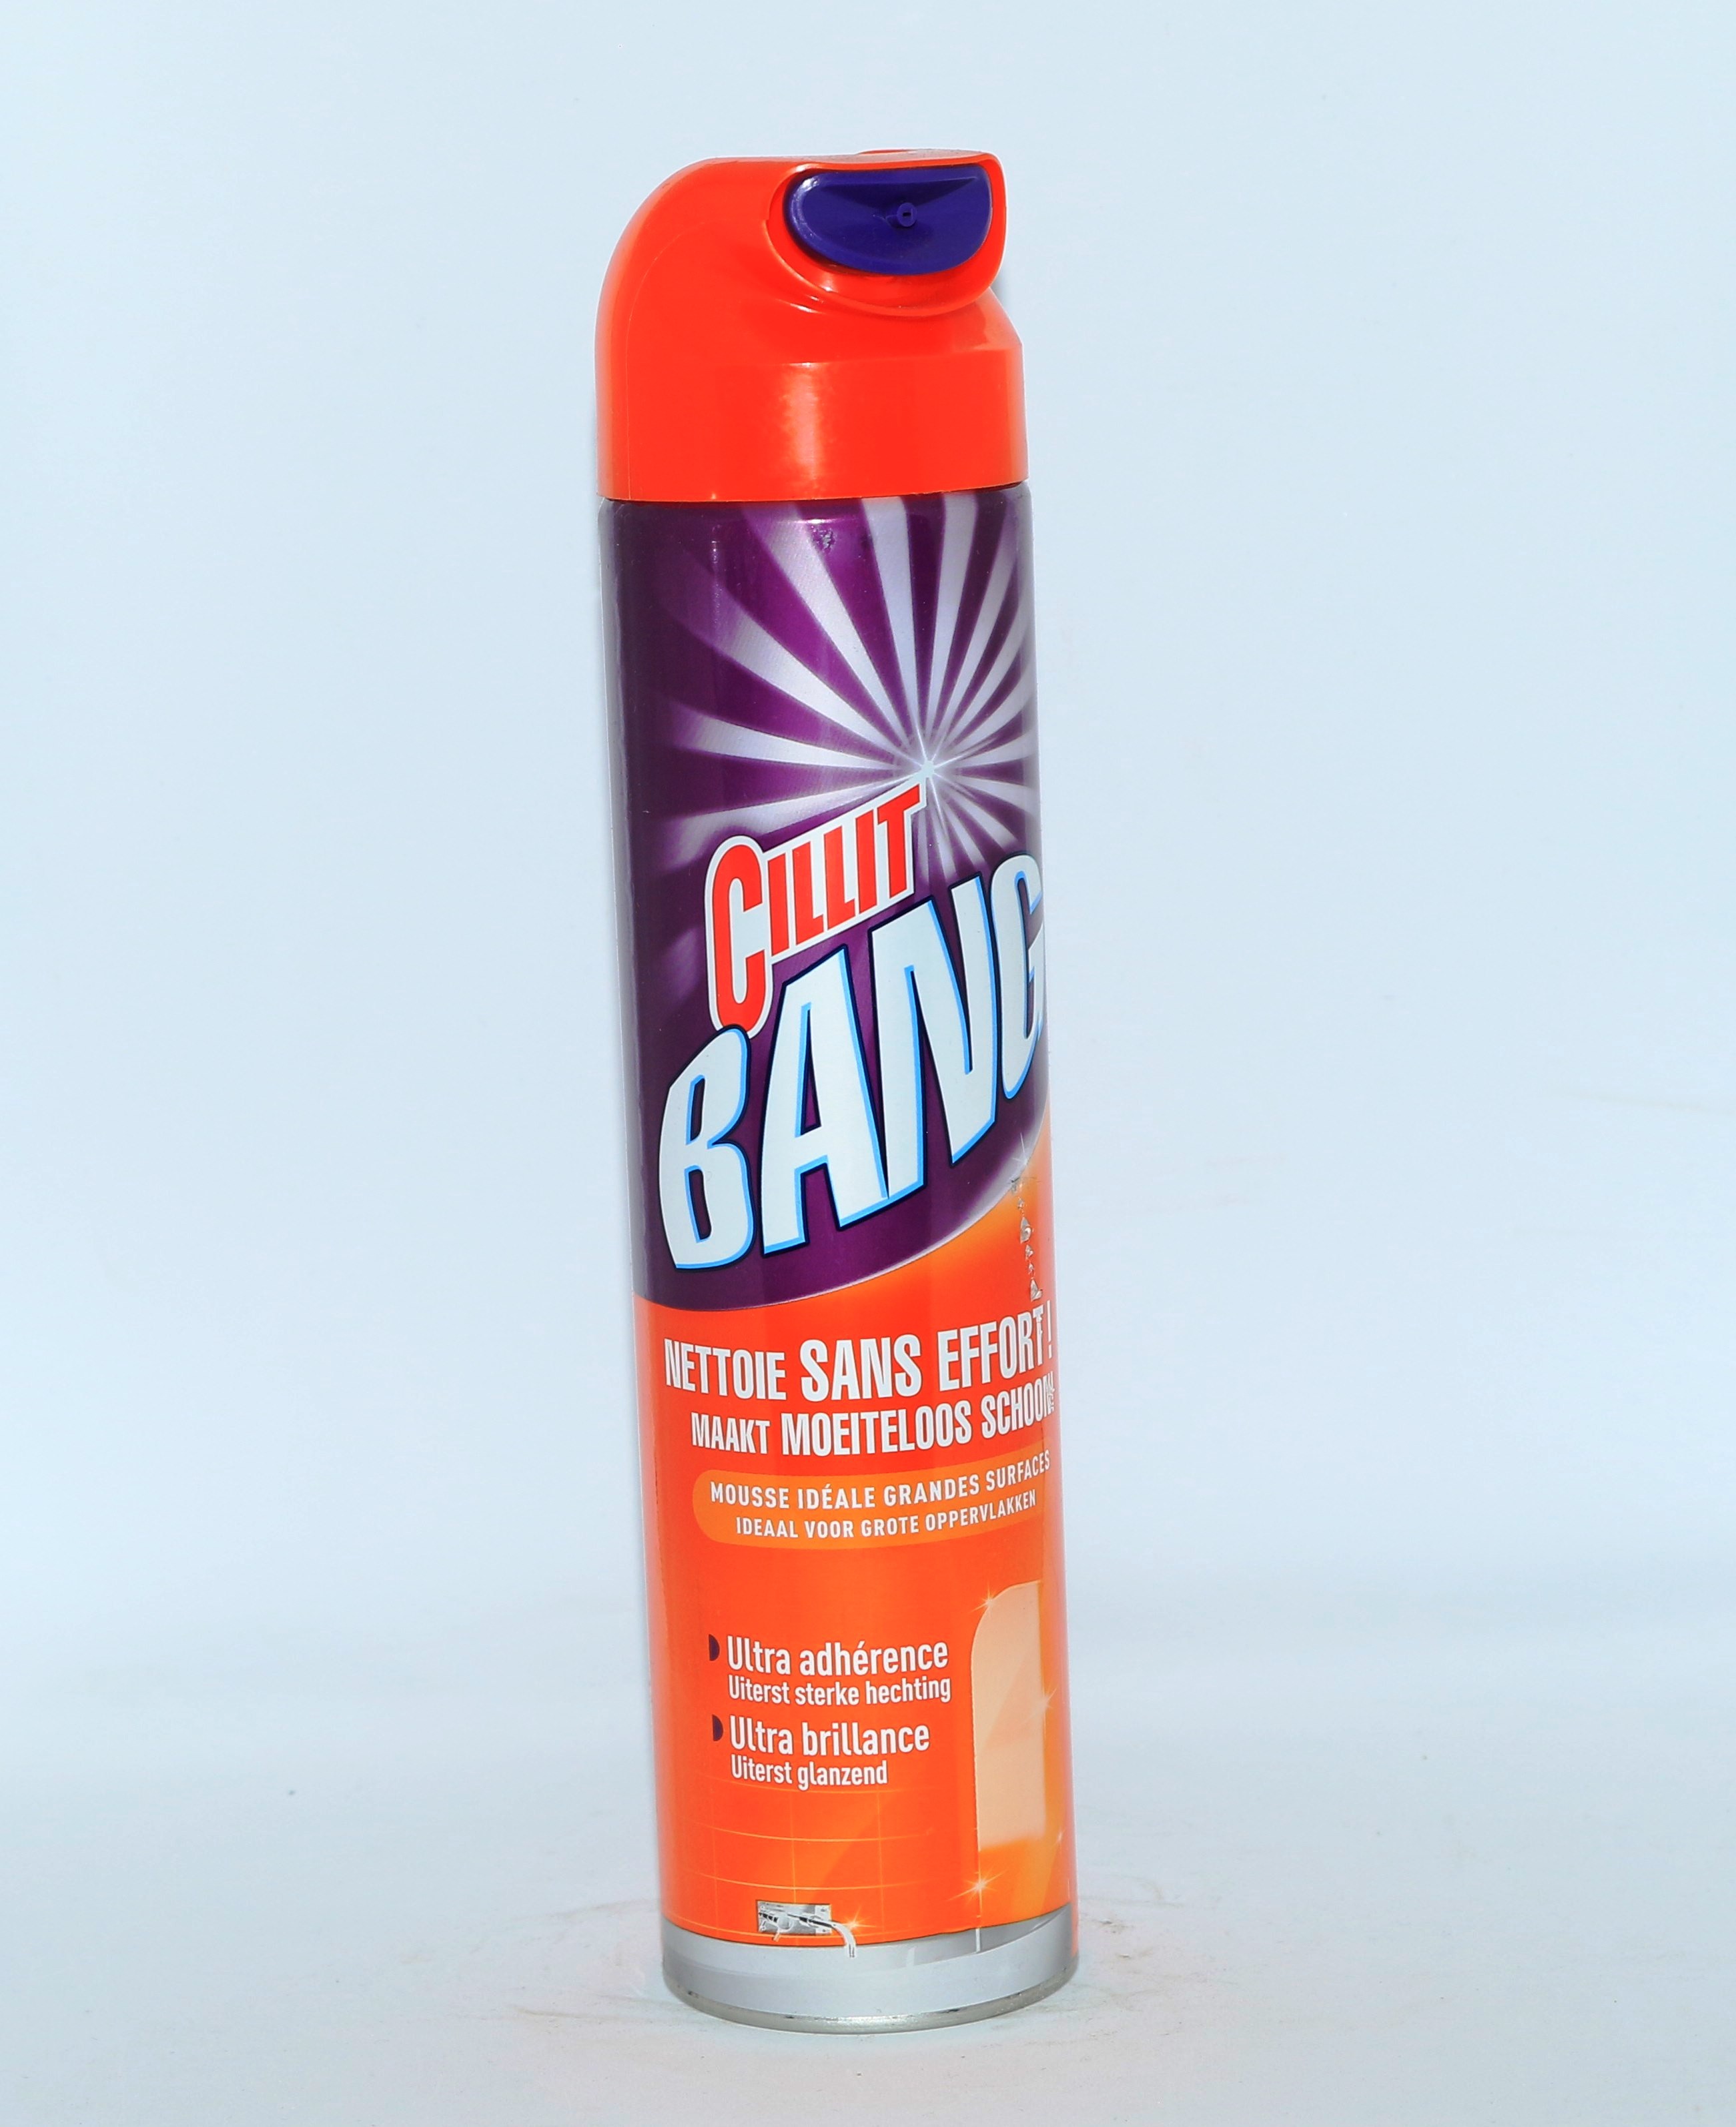 CILLIT
BANG
NETTOIE SANS EFFORT!
MAAKT MOEITELOOS SCHOON!
MOUSSE IDÉALE GRANDES SURFACES
IDEAAL VOOR GROTE OPPERVLAKKEN
Ultra adhérence
Uiterst sterke hechting
Ultra brillance
Uiterst glanzend